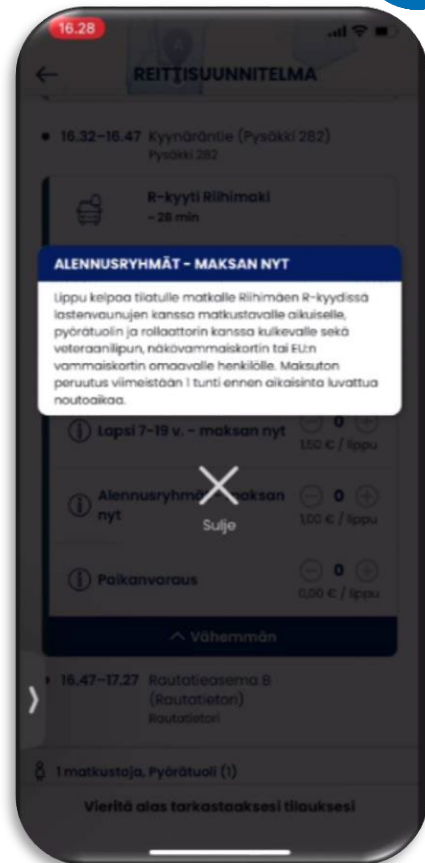 16.28
REITTISUUNNITELMA
16.32–16.47 Kyynäräntie (Pysäkki 282)
Pysäkki 282
R-kyyti Riihimäki
~ 28 min
ALENNUSRYHMÄT – MAKSAN NYT
Lippu kelpaa tilatulle matkalle Riihimäen R-kyydissä
lastenvaunujen kanssa matkustavalle aikuiselle,
pyörätuolin ja rollaattorin kanssa kulkevalle sekä
veteraanilipun, näkövammaiskortin tai EU:n
vammaiskortin omaavalle henkilölle. Maksuton
peruutus viimeistään 1 tunti ennen aikaisinta luvattua
noutoaikaa.
Lapsi 7-19 v. – maksan nyt 0
1,50 € / lippu
Alennusryhmät – maksan 0
nyt 1,00 € / lippu
Sulje
Paikanvaraus 0
0,00 € / lippu
Vähemmän
16.47–17.27 Rautatieasema B
(Rautatietori)
Rautatietori
1 matkustaja, Pyörätuoli (1)
Vieritä alas tarkastaaksesi tilauksesi